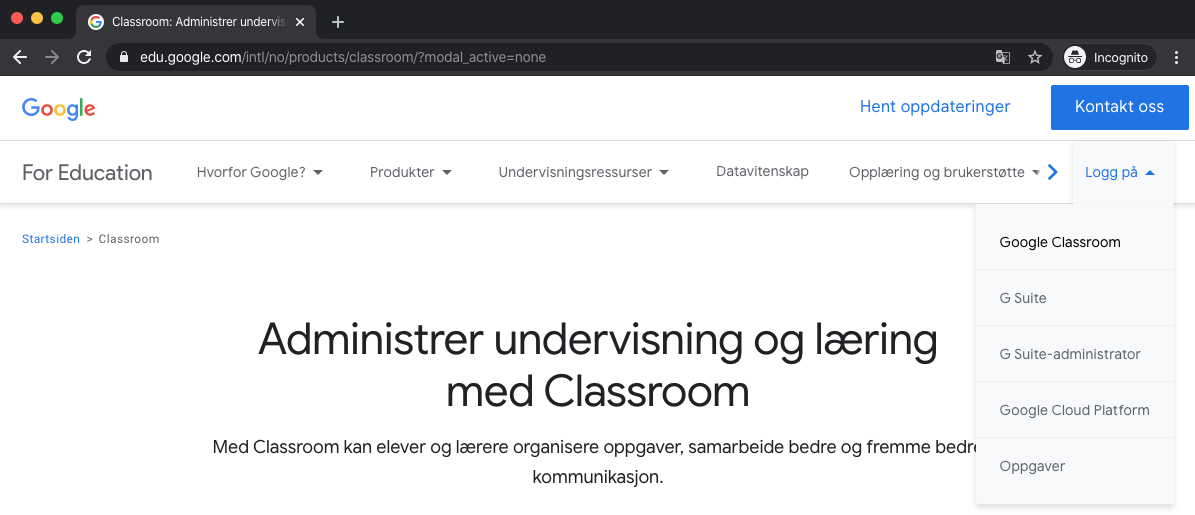 Classroom: Administrer undervis
edu.google.com/intl/no/products/classroom/?modal_active=none
Incognito
Google
Hent oppdateringer
Kontakt oss
For Education
Hvorfor Google?
Produkter
Undervisningsressurser
Datavitenskap
Opplæring og brukerstøtte
Logg på
Startsiden > Classroom
Google Classroom
G Suite
G Suite-administrator
Google Cloud Platform
Oppgaver
Administrer undervisning og læring
med Classroom
Med Classroom kan elever og lærere organisere oppgaver, samarbeide bedre og fremme bedre
kommunikasjon.